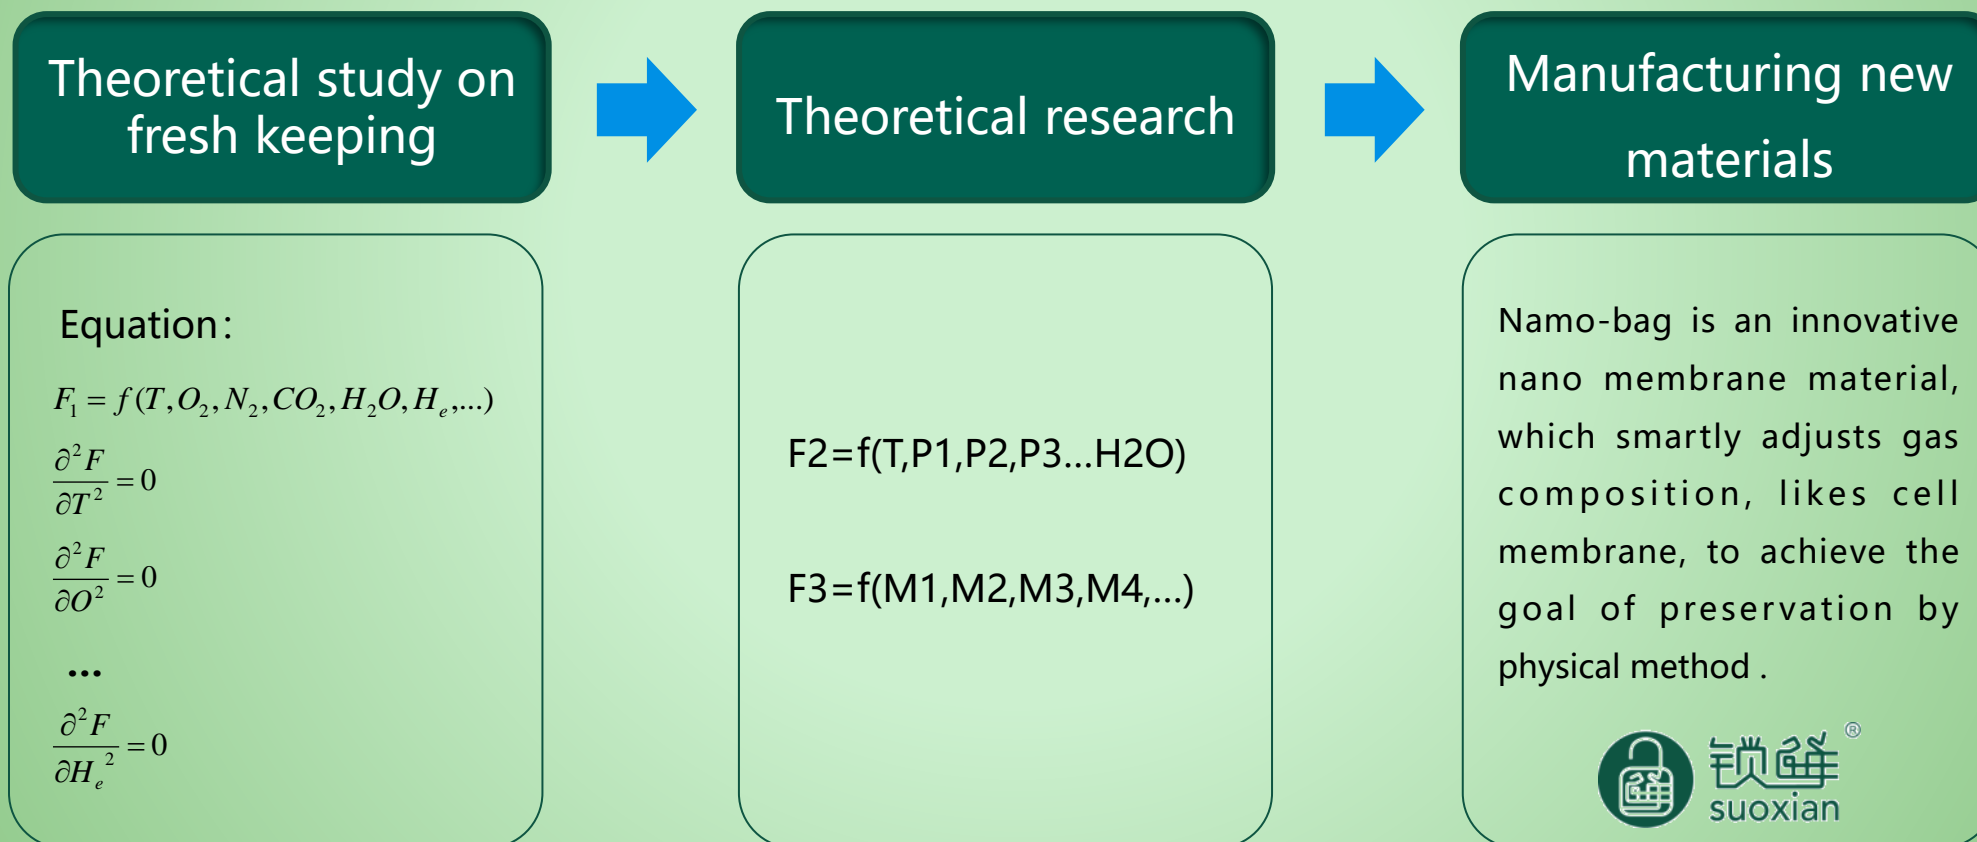 Theoretical study on
fresh keeping
Theoretical research
Manufacturing new
materials
Equation:
F₁ = f(T,O₂,N₂,CO₂,H₂O,Hₑ,...)
∂²F/∂T² = 0
∂²F/∂O² = 0
...
∂²F/∂Hₑ² = 0
F2=f(T,P1,P2,P3...H2O)
F3=f(M1,M2,M3,M4,...)
Namo-bag is an innovative
nano membrane material,
which smartly adjusts gas
composition, likes cell
membrane, to achieve the
goal of preservation by
physical method .
锁鲜®
suoxian